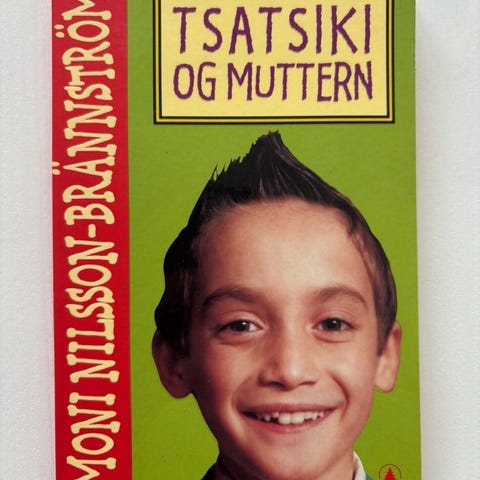 TSATSIKI
OG MUTTERN
MONI NILSSON-BRÄNNSTRÖM